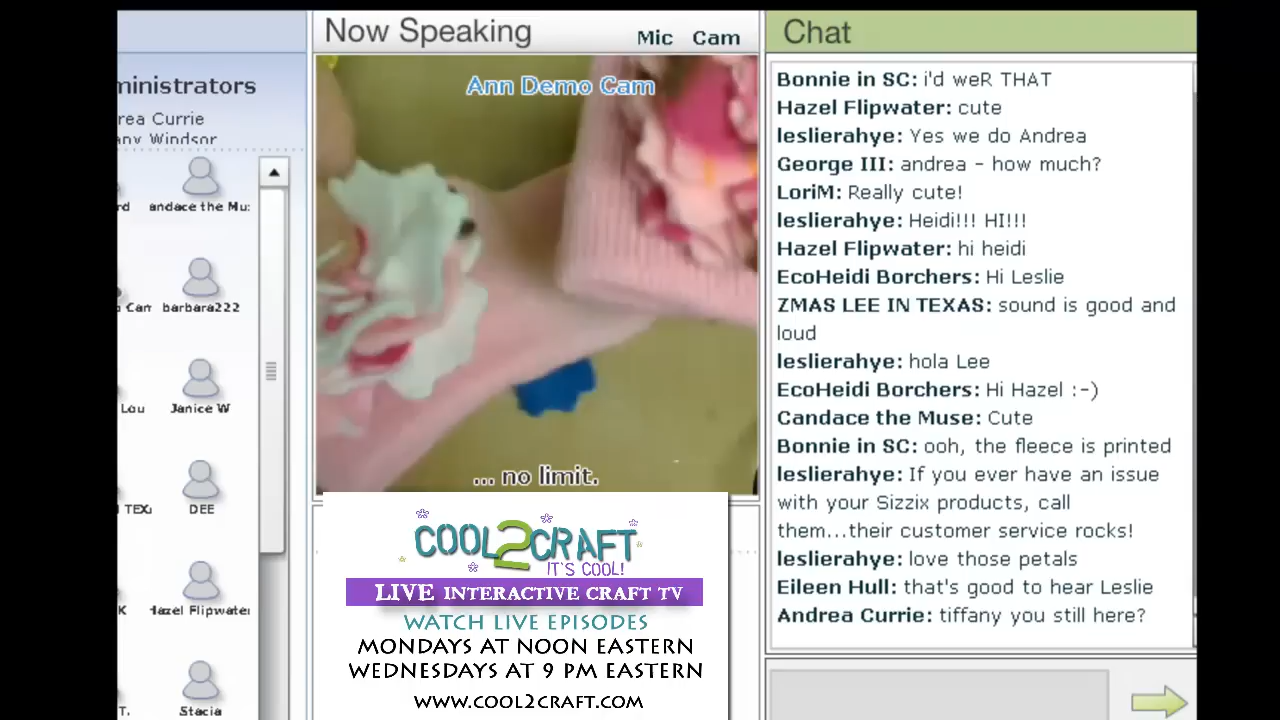 Now Speaking
Mic Cam
Chat
ministrators
rea Currie
any Windsor
rd
andace the Mu:
Cam
barbara222
Lou
Janice W
TEX
DEE
K
Hazel Flipwater
T.
Stacia
Ann Demo Cam
... no limit.
COOL2CRAFT
IT'S COOL!
LIVE INTERACTIVE CRAFT TV
WATCH LIVE EPISODES
MONDAYS AT NOON EASTERN
WEDNESDAYS AT 9 PM EASTERN
WWW.COOL2CRAFT.COM
Bonnie in SC: i'd weR THAT
Hazel Flipwater: cute
leslierahye: Yes we do Andrea
George III: andrea - how much?
LoriM: Really cute!
leslierahye: Heidi!!! HI!!!
Hazel Flipwater: hi heidi
EcoHeidi Borchers: Hi Leslie
ZMAS LEE IN TEXAS: sound is good and
loud
leslierahye: hola Lee
EcoHeidi Borchers: Hi Hazel :-)
Candace the Muse: Cute
Bonnie in SC: ooh, the fleece is printed
leslierahye: If you ever have an issue
with your Sizzix products, call
them...their customer service rocks!
leslierahye: love those petals
Eileen Hull: that's good to hear Leslie
Andrea Currie: tiffany you still here?